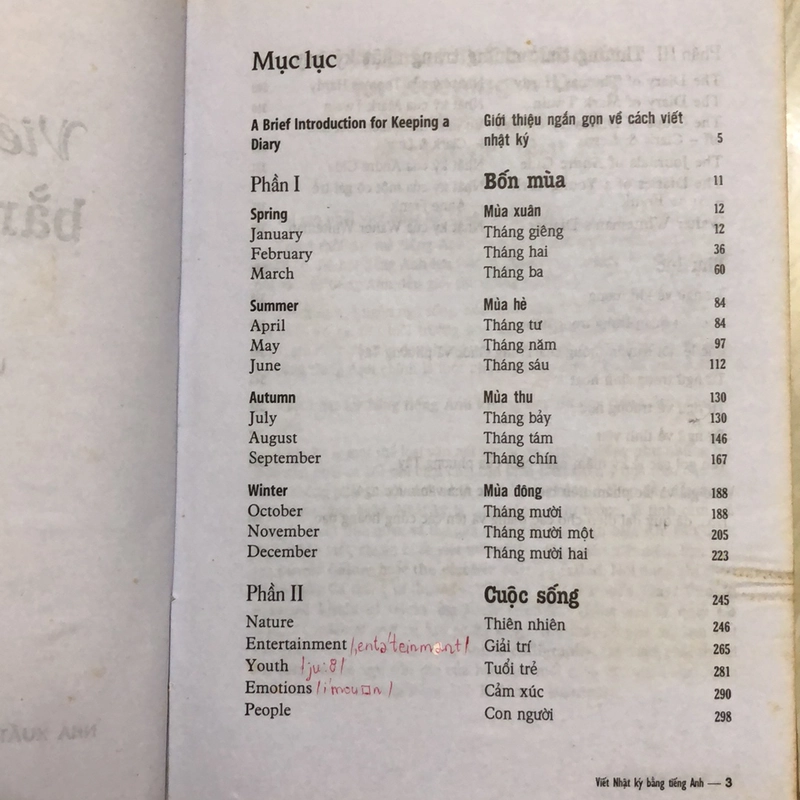 Mục lục
A Brief Introduction for Keeping a Diary Giới thiệu ngắn gọn về cách viết nhật ký 5
Phần I Bốn mùa 11
Spring Mùa xuân 12
January Tháng giêng 12
February Tháng hai 36
March Tháng ba 60
Summer Mùa hè 84
April Tháng tư 84
May Tháng năm 97
June Tháng sáu 112
Autumn Mùa thu 130
July Tháng bảy 130
August Tháng tám 146
September Tháng chín 167
Winter Mùa đông 188
October Tháng mười 188
November Tháng mười một 205
December Tháng mười hai 223
Phần II Cuộc sống 245
Nature Thiên nhiên 246
Entertainment /,entə'teinmənt/ Giải trí 265
Youth /ju:θ/ Tuổi trẻ 281
Emotions Cảm xúc 290
People Con người 298
Viết Nhật ký bằng tiếng Anh — 3